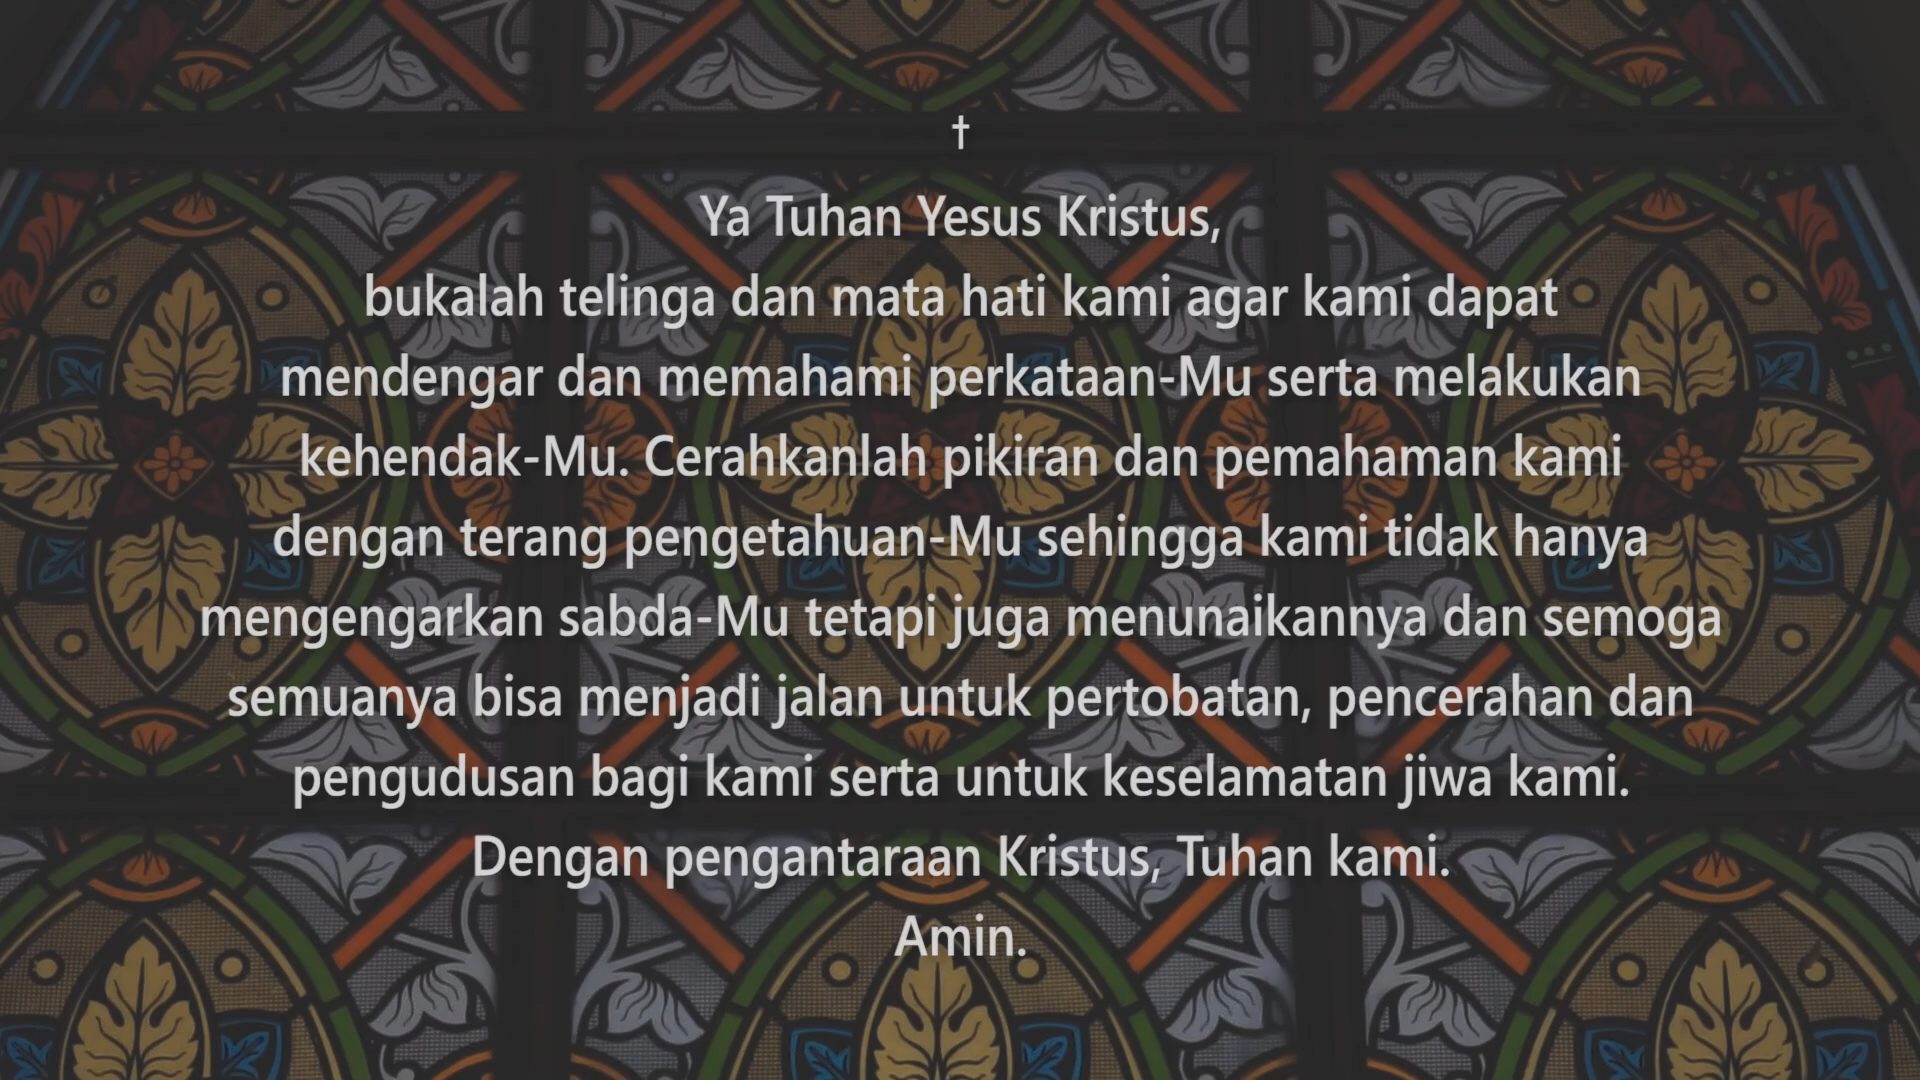 †
Ya Tuhan Yesus Kristus,
bukalah telinga dan mata hati kami agar kami dapat
mendengar dan memahami perkataan-Mu serta melakukan
kehendak-Mu. Cerahkanlah pikiran dan pemahaman kami
dengan terang pengetahuan-Mu sehingga kami tidak hanya
mengengarkan sabda-Mu tetapi juga menunaikannya dan semoga
semuanya bisa menjadi jalan untuk pertobatan, pencerahan dan
pengudusan bagi kami serta untuk keselamatan jiwa kami.
Dengan pengantaraan Kristus, Tuhan kami.
Amin.